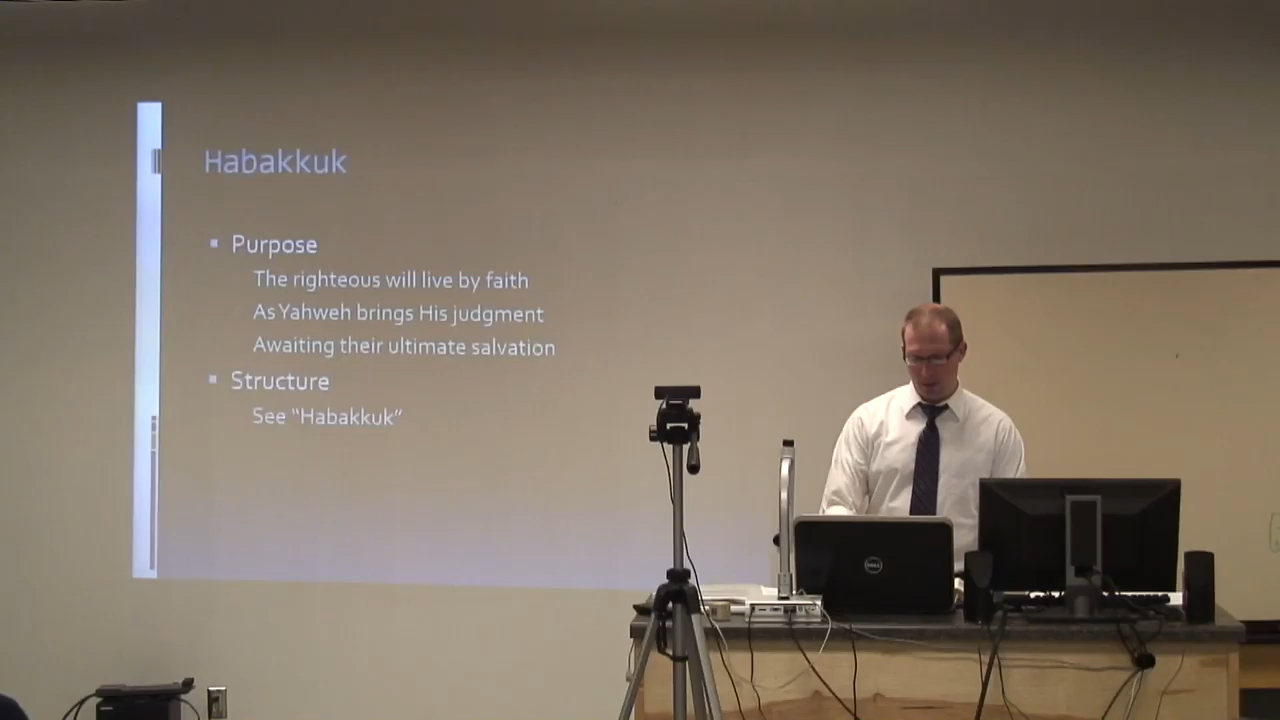 Habakkuk
Purpose
The righteous will live by faith
As Yahweh brings His judgment
Awaiting their ultimate salvation
Structure
See “Habakkuk”
DELL